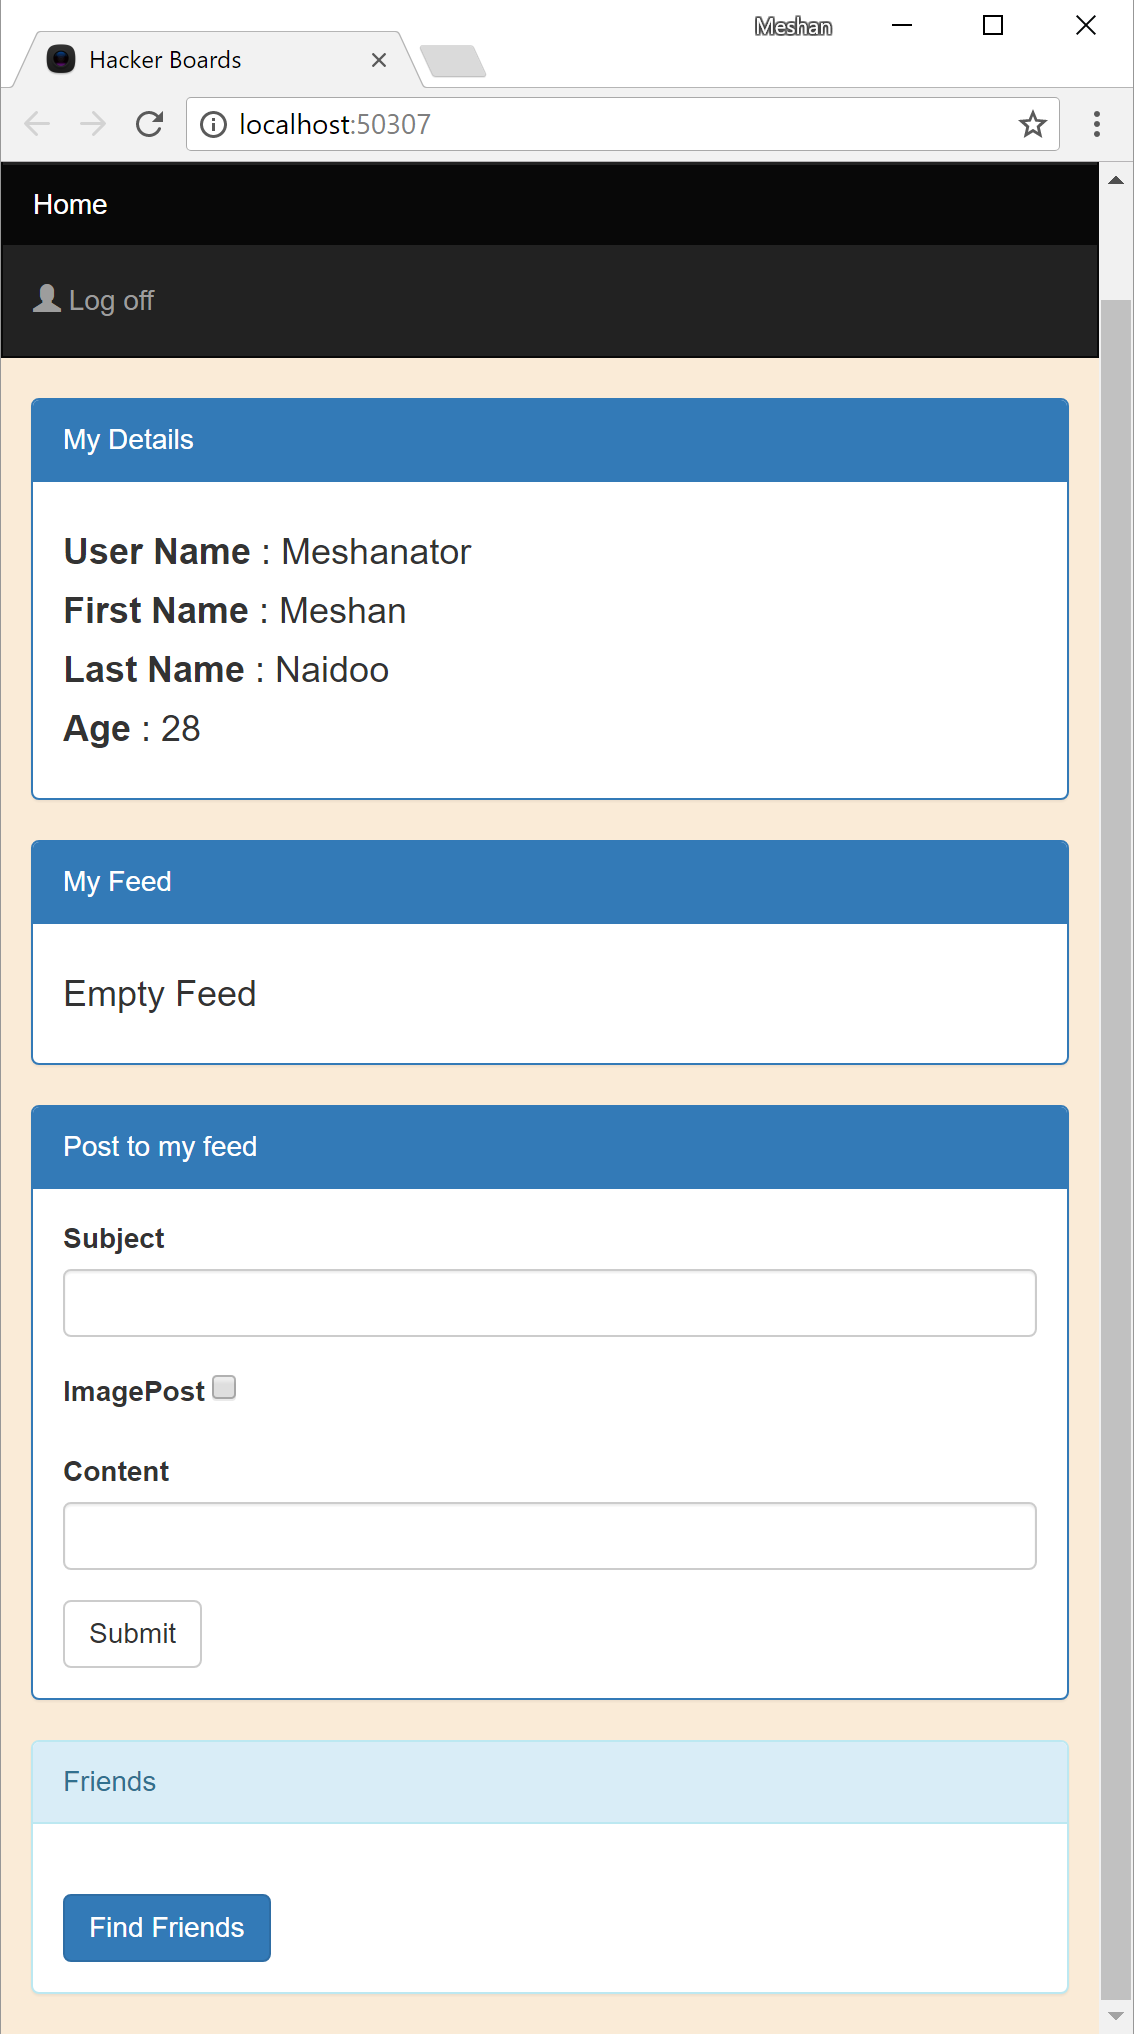 Meshan
Hacker Boards
localhost:50307
Home
Log off
My Details
User Name : Meshanator
First Name : Meshan
Last Name : Naidoo
Age : 28
My Feed
Empty Feed
Post to my feed
Subject
ImagePost
Content
Submit
Friends
Find Friends